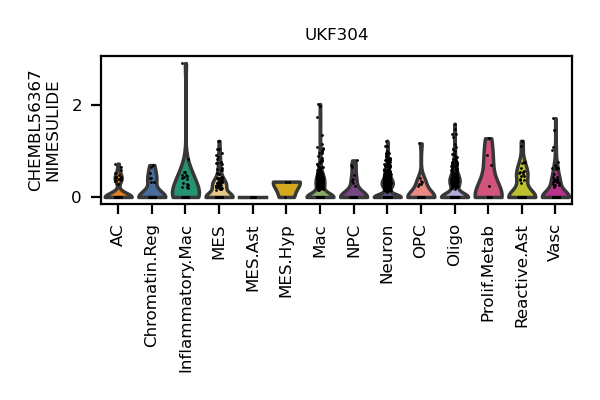 UKF304
CHEMBL56367
NIMESULIDE
2
0
AC
Chromatin.Reg
Inflammatory.Mac
MES
MES.Ast
MES.Hyp
Mac
NPC
Neuron
OPC
Oligo
Prolif.Metab
Reactive.Ast
Vasc